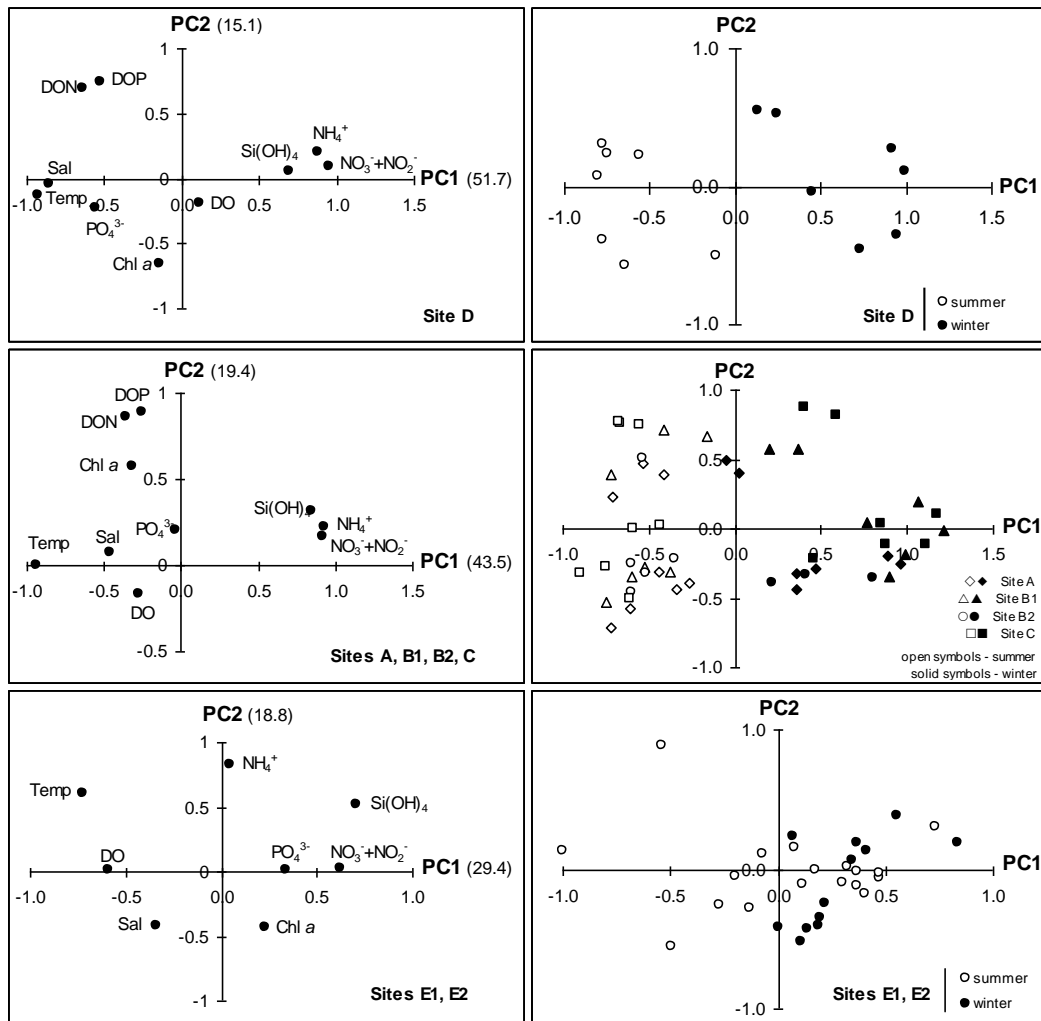 PC2 (15.1)
1
DON
DOP
0.5
NH₄⁺
Si(OH)₄
NO₃⁻+NO₂⁻
Sal
0
PC1 (51.7)
-1.0
Temp
-0.5
0.0
DO
0.5
1.0
1.5
PO₄³⁻
-0.5
Chl a
-1
Site D
PC2
1.0
0.0
PC1
-1.0
-0.5
0.0
0.5
1.0
1.5
-1.0
Site D
summer
winter
PC2 (19.4)
1
DOP
DON
Chl a
0.5
Si(OH)₄
PO₄³⁻
NH₄⁺
NO₃⁻+NO₂⁻
Temp
Sal
0
PC1 (43.5)
-1.0
-0.5
0.0
0.5
1.0
1.5
DO
-0.5
Sites A, B1, B2, C
PC2
1.0
0.5
0.0
PC1
-1.0
-0.5
0.0
0.5
1.0
1.5
-0.5
-1.0
Site A
Site B1
Site B2
Site C
open symbols - summer
solid symbols - winter
PC2 (18.8)
1
NH₄⁺
Temp
0.5
Si(OH)₄
DO
PO₄³⁻
NO₃⁻+NO₂⁻
0
PC1 (29.4)
-1.0
-0.5
0.0
0.5
1.0
Sal
Chl a
-0.5
-1
Sites E1, E2
PC2
1.0
0.0
PC1
-1.0
-0.5
0.0
0.5
1.0
-1.0
Sites E1, E2
summer
winter